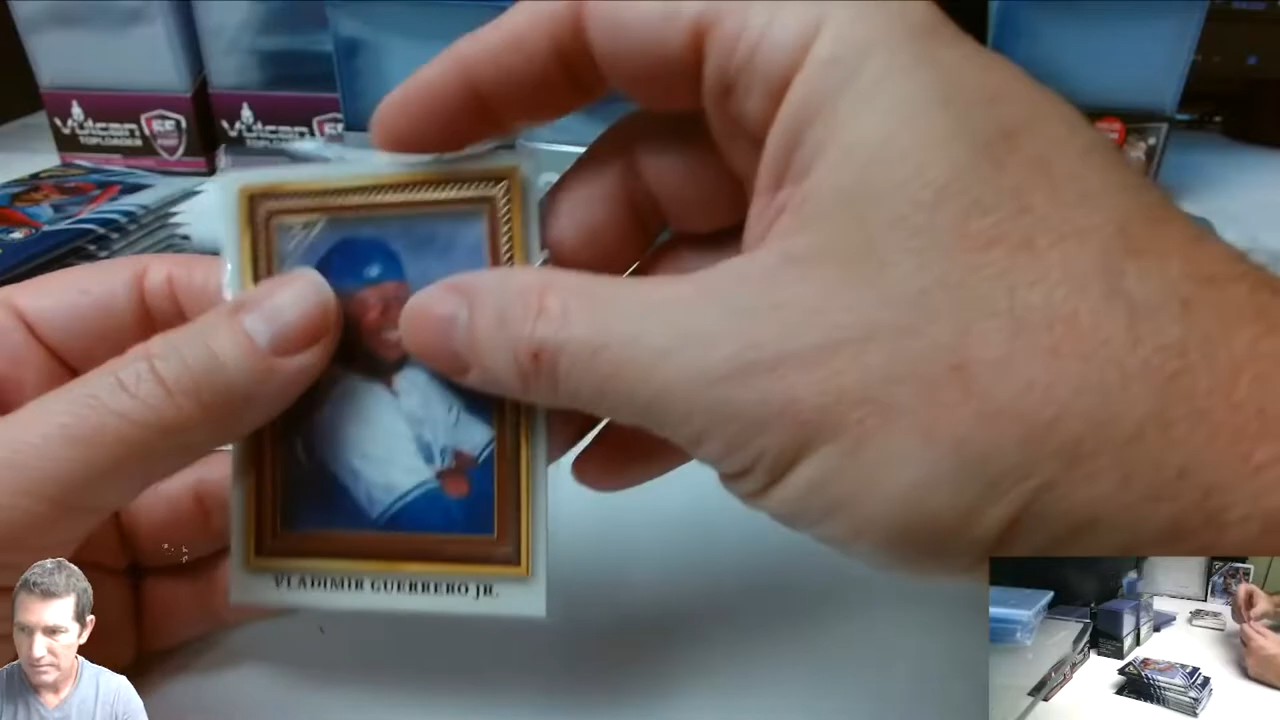 Vulcan
TOPLOADER
Vulcan
TOPLOADER
VLADIMIR GUERRERO JR.